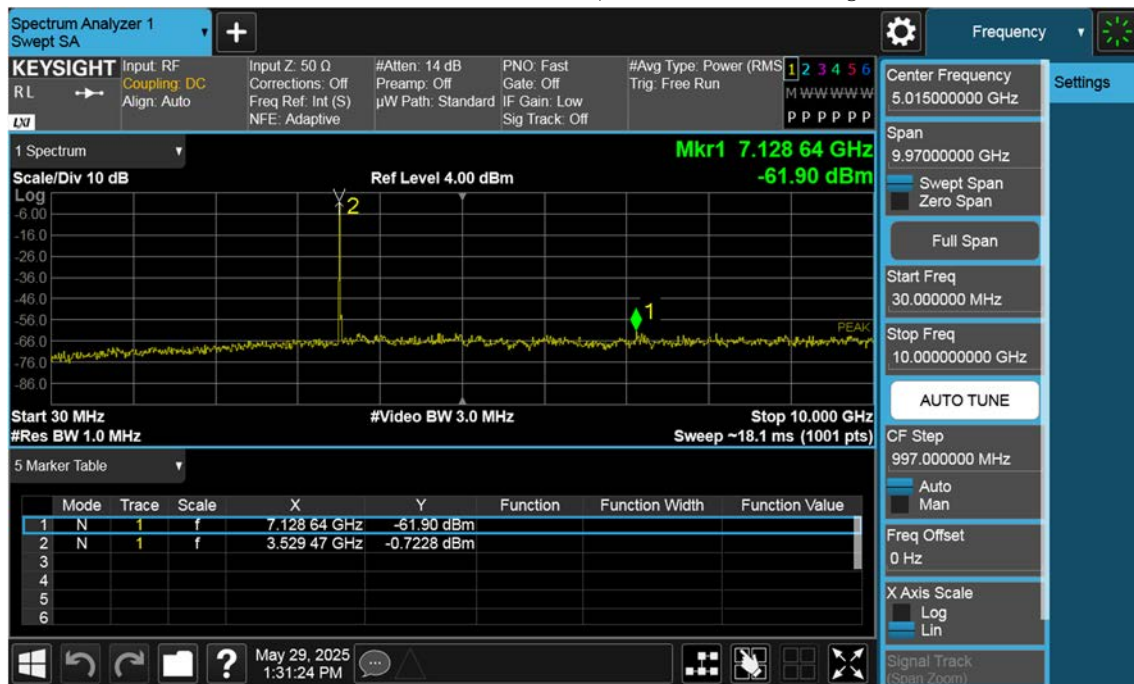 Spectrum Analyzer 1
Swept SA
Frequency
KEYSIGHT
RL
LXI
Input: RF
Coupling: DC
Align: Auto
Input Z: 50 Ω
Corrections: Off
Freq Ref: Int (S)
NFE: Adaptive
#Atten: 14 dB
Preamp: Off
µW Path: Standard
PNO: Fast
Gate: Off
IF Gain: Low
Sig Track: Off
#Avg Type: Power (RMS
Trig: Free Run
1 2 3 4 5 6
M W W W W W
P P P P P P
1 Spectrum
Scale/Div 10 dB
Ref Level 4.00 dBm
Mkr1 7.128 64 GHz
-61.90 dBm
Log
-6.00
-16.0
-26.0
-36.0
-46.0
-56.0
-66.0
-76.0
-86.0
2
1
PEAK
Start 30 MHz
#Video BW 3.0 MHz
Stop 10.000 GHz
#Res BW 1.0 MHz
Sweep ~18.1 ms (1001 pts)
5 Marker Table
Mode Trace Scale X Y Function Function Width Function Value
1 N 1 f 7.128 64 GHz -61.90 dBm
2 N 1 f 3.529 47 GHz -0.7228 dBm
3
4
5
6
May 29, 2025
1:31:24 PM
Center Frequency
5.015000000 GHz
Span
9.97000000 GHz
Swept Span
Zero Span
Full Span
Start Freq
30.000000 MHz
Stop Freq
10.000000000 GHz
AUTO TUNE
CF Step
997.000000 MHz
Auto
Man
Freq Offset
0 Hz
X Axis Scale
Log
Lin
Signal Track
(Span Zoom)
Settings